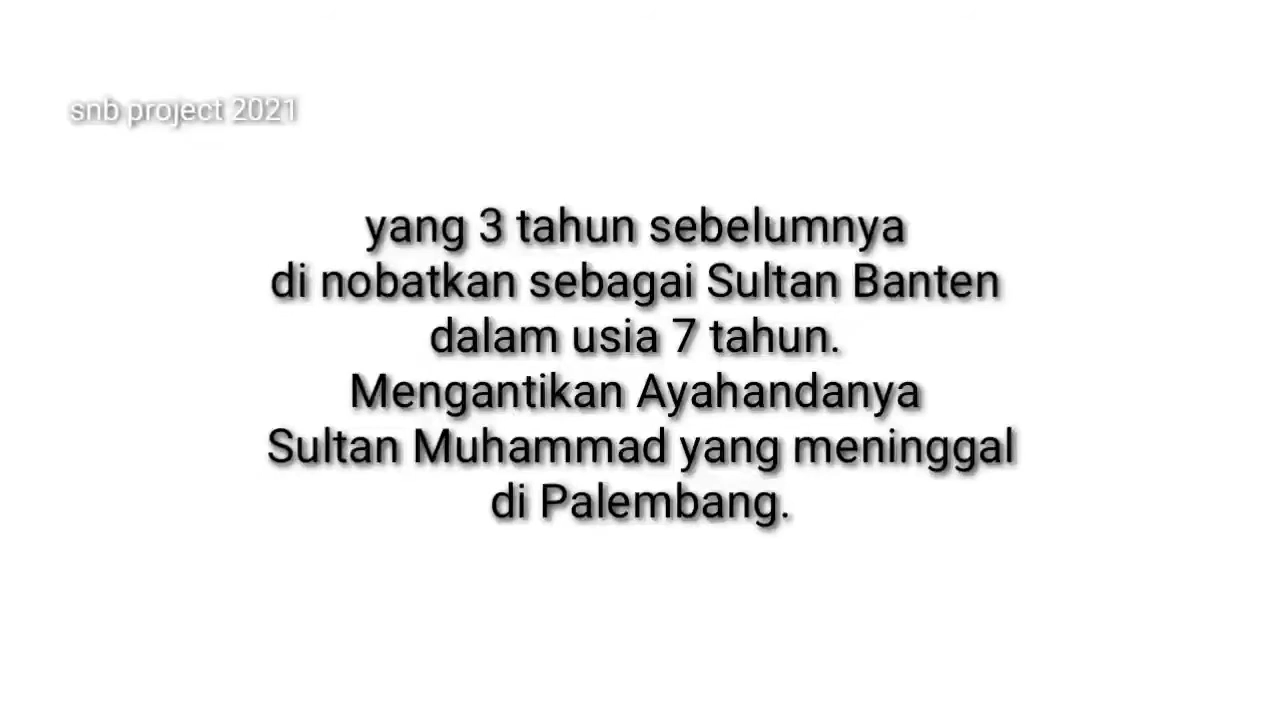 snb project 2021
yang 3 tahun sebelumnya
di nobatkan sebagai Sultan Banten
dalam usia 7 tahun.
Mengantikan Ayahandanya
Sultan Muhammad yang meninggal
di Palembang.